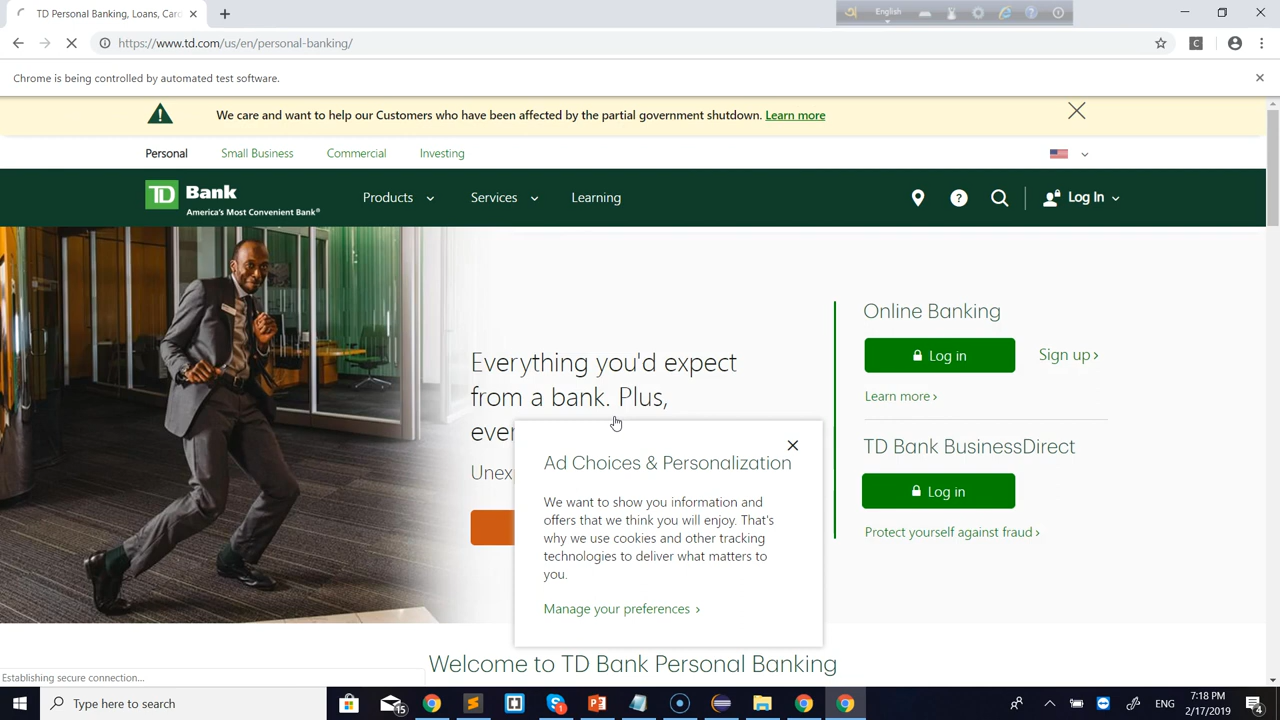 TD Personal Banking, Loans, Car
English
https://www.td.com/us/en/personal-banking/
C
Chrome is being controlled by automated test software.
We care and want to help our Customers who have been affected by the partial government shutdown. Learn more
Personal Small Business Commercial Investing
TD Bank
America's Most Convenient Bank®
Products Services Learning ? Log In
Everything you'd expect
from a bank. Plus,
ever
Unex
Online Banking
Log in Sign up ›
Learn more ›
TD Bank BusinessDirect
Log in
Protect yourself against fraud ›
Ad Choices & Personalization
We want to show you information and
offers that we think you will enjoy. That's
why we use cookies and other tracking
technologies to deliver what matters to
you.
Manage your preferences ›
Welcome to TD Bank Personal Banking
Establishing secure connection...
Type here to search
15
ENG
7:18 PM
2/17/2019
4